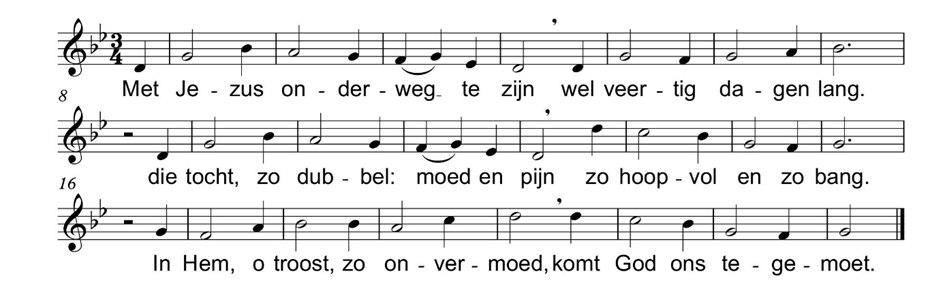 3
4
Met Je - zus on - der - weg te zijn wel veer - tig da - gen lang.
8
die tocht, zo dub - bel: moed en pijn zo hoop - vol en zo bang.
16
In Hem, o troost, zo on - ver - moed, komt God ons te - ge - moet.